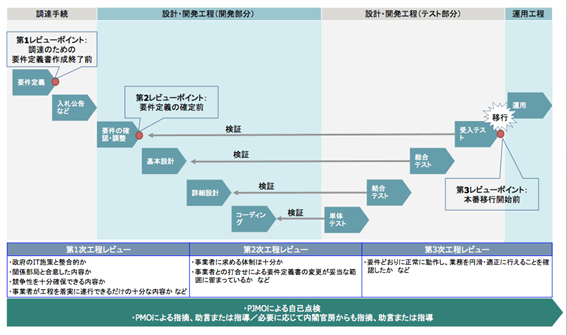 調達手続
設計・開発工程(開発部分)
設計・開発工程(テスト部分)
運用工程
第1レビューポイント:
調達のための
要件定義書作成終了前
要件定義
入札公告
など
第2レビューポイント:
要件定義の確定前
要件の確
認・調整
検証
受入テス
ト
移行
運用
基本設計
検証
総合
テスト
詳細設計
検証
結合
テスト
コーディン
グ
検証
単体
テスト
第3レビューポイント:
本番移行開始前
第1次工程レビュー
第2次工程レビュー
第3次工程レビュー
・政府のIT施策と整合的か
・関係部局と合意した内容か
・競争性を十分確保できる内容か
・事業者が工程を着実に遂行できるだけの十分な内容か など
・事業者に求める体制は十分か
・事業者との打合せによる要件定義書の変更が妥当な
範囲に留まっているか など
・要件どおりに正常に動作し、業務を円滑・適正に行えることを確
認したか など
・PJMOによる自己点検
・PMOによる指摘、助言または指導/必要に応じて内閣官房からも指摘、助言または指導